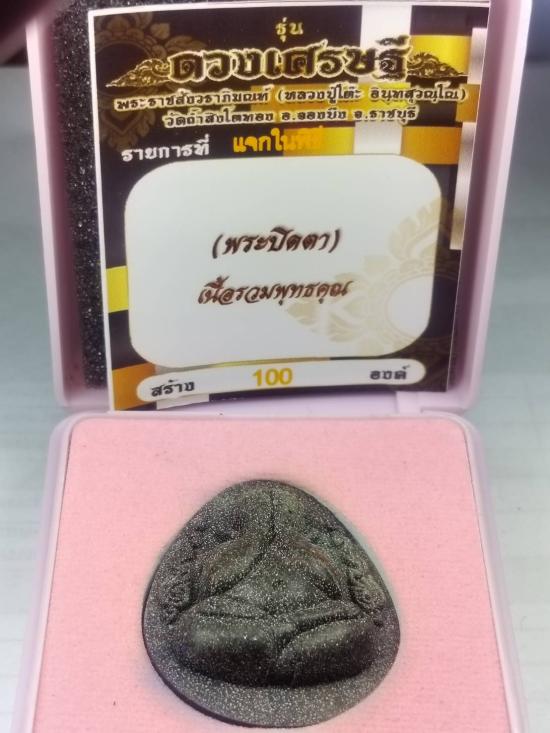 รุ่น
ดวงเศรษฐี
พระราชสังวราภิมณฑ์ (หลวงปู่โต๊ะ อินฺทสุวณฺโณ)
วัดถ้ำสิงโตทอง อ.จอมบึง จ.ราชบุรี
รายการที่ แจกในพิธี
(พระปิดตา)
เนื้อรวมพุทธคุณ
สร้าง 100 องค์